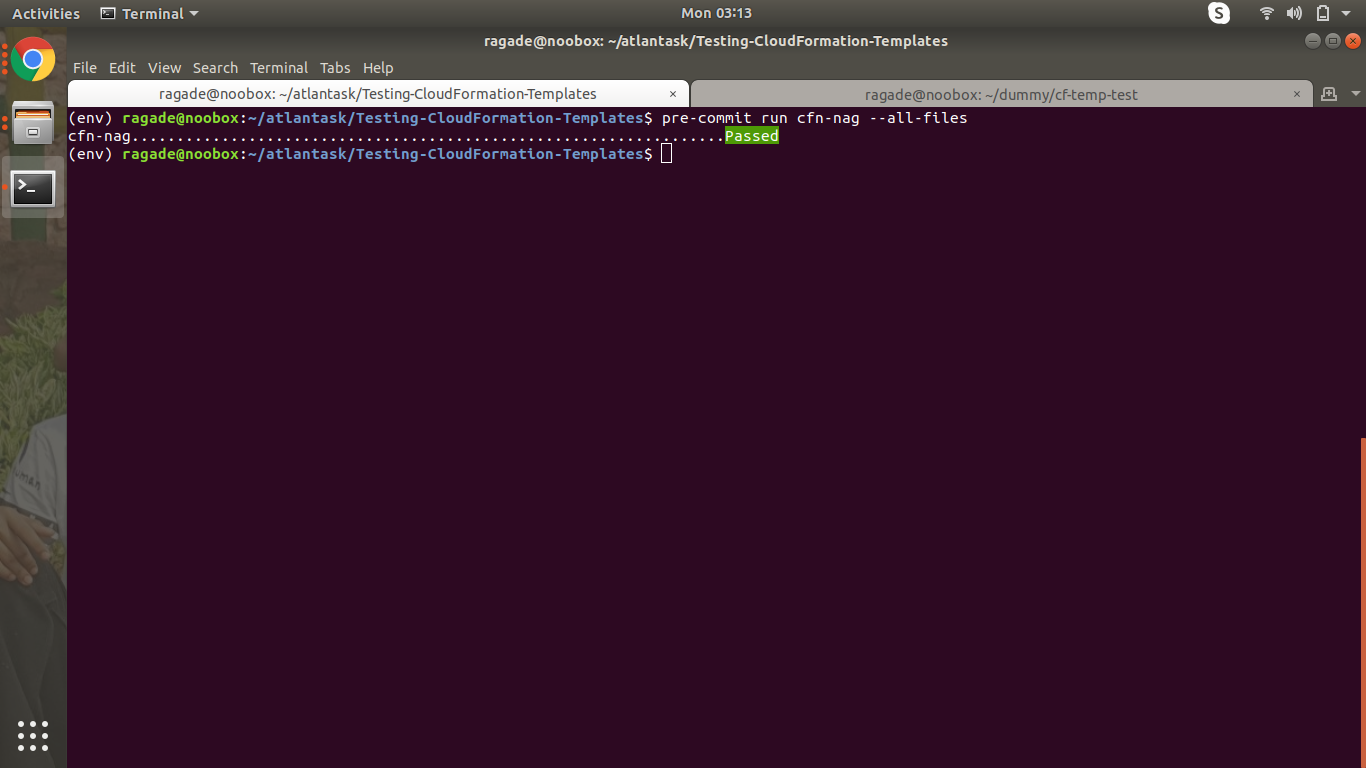 Activities Terminal Mon 03:13 S
ragade@noobox: ~/atlantask/Testing-CloudFormation-Templates
File Edit View Search Terminal Tabs Help
ragade@noobox: ~/atlantask/Testing-CloudFormation-Templates × ragade@noobox: ~/dummy/cf-temp-test ×
(env) ragade@noobox:~/atlantask/Testing-CloudFormation-Templates$ pre-commit run cfn-nag --all-files
cfn-nag..................................................................Passed
(env) ragade@noobox:~/atlantask/Testing-CloudFormation-Templates$